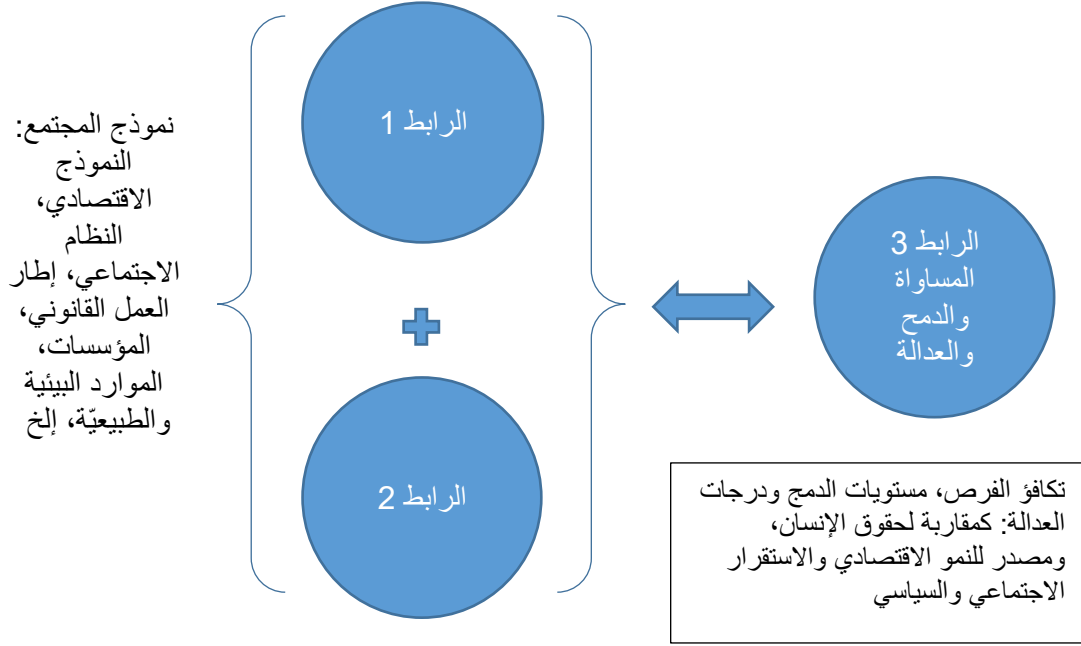 نموذج المجتمع:
النموذج
الاقتصادي،
النظام
الاجتماعي، إطار
العمل القانوني،
المؤسسات،
الموارد البيئية
والطبيعيّة، إلخ
الرابط 1
الرابط 2
الرابط 3
المساواة
والدمح
والعدالة
تكافؤ الفرص، مستويات الدمج ودرجات
العدالة: كمقاربة لحقوق الإنسان،
ومصدر للنمو الاقتصادي والاستقرار
الاجتماعي والسياسي